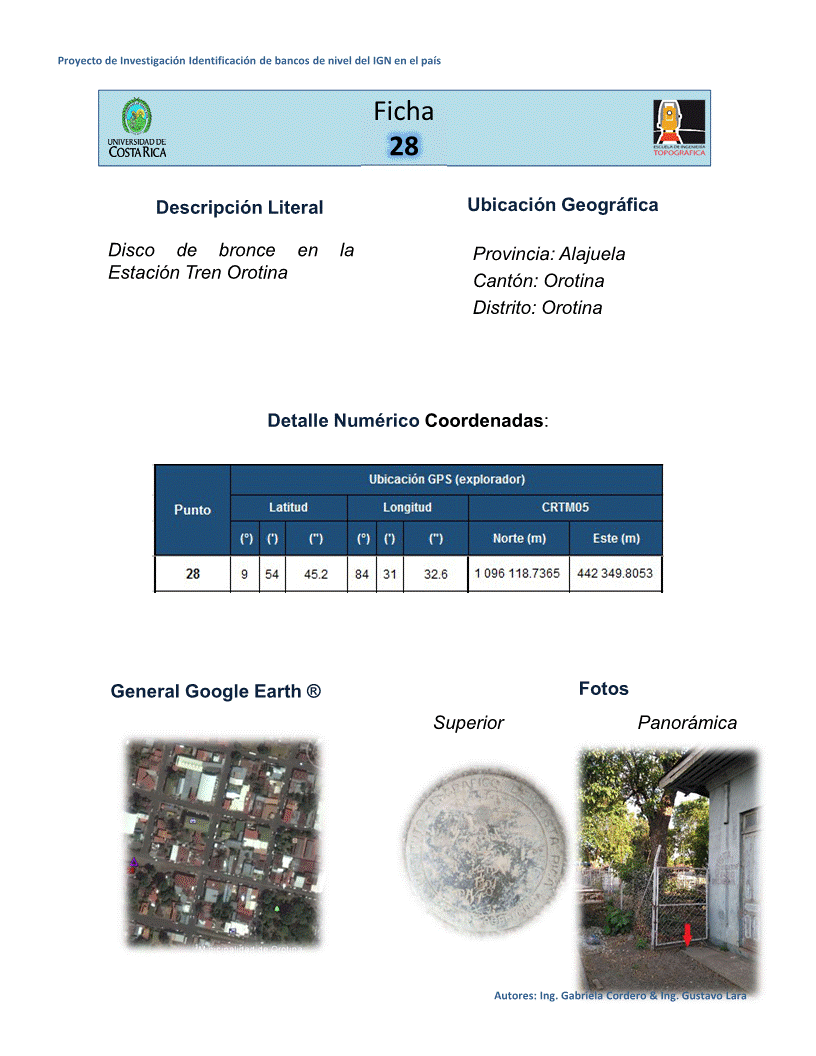 Proyecto de Investigación Identificación de bancos de nivel del IGN en el país
UNIVERSIDAD DE
COSTA RICA
Ficha
28
ESCUELA DE INGENIERIA
TOPOGRÁFICA
Descripción Literal
Disco de bronce en la
Estación Tren Orotina
Ubicación Geográfica
Provincia: Alajuela
Cantón: Orotina
Distrito: Orotina
Detalle Numérico Coordenadas:
Punto
Ubicación GPS (explorador)
Latitud Longitud CRTM05
(°) (') (") (°) (') (") Norte (m) Este (m)
28 9 54 45.2 84 31 32.6 1 096 118.7365 442 349.8053
General Google Earth ®
Fotos
Superior Panorámica
Municipalidad de Orotina
Autores: Ing. Gabriela Cordero & Ing. Gustavo Lara